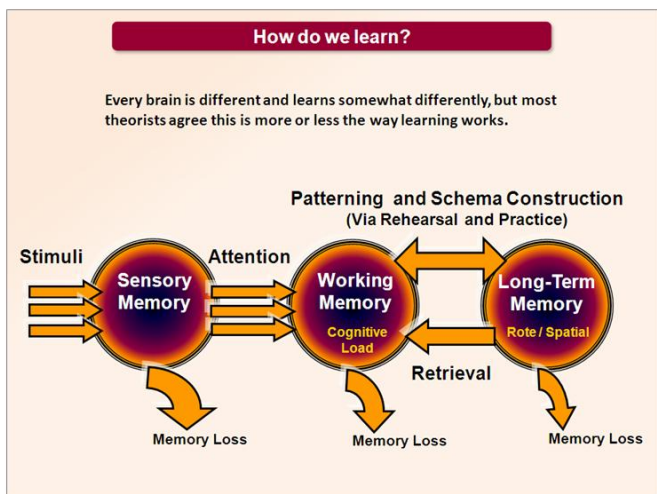 How do we learn?
Every brain is different and learns somewhat differently, but most
theorists agree this is more or less the way learning works.
Patterning and Schema Construction
(Via Rehearsal and Practice)
Stimuli
Sensory
Memory
Attention
Working
Memory
Cognitive
Load
Long-Term
Memory
Rote / Spatial
Retrieval
Memory Loss
Memory Loss
Memory Loss